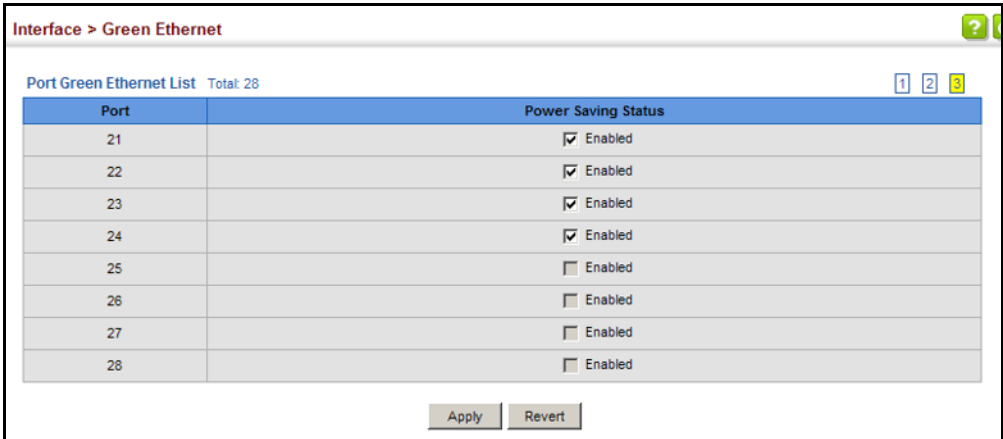 Interface > Green Ethernet
?
Port Green Ethernet List Total: 28
1 2 3
Port Power Saving Status
21 Enabled
22 Enabled
23 Enabled
24 Enabled
25 Enabled
26 Enabled
27 Enabled
28 Enabled
Apply Revert